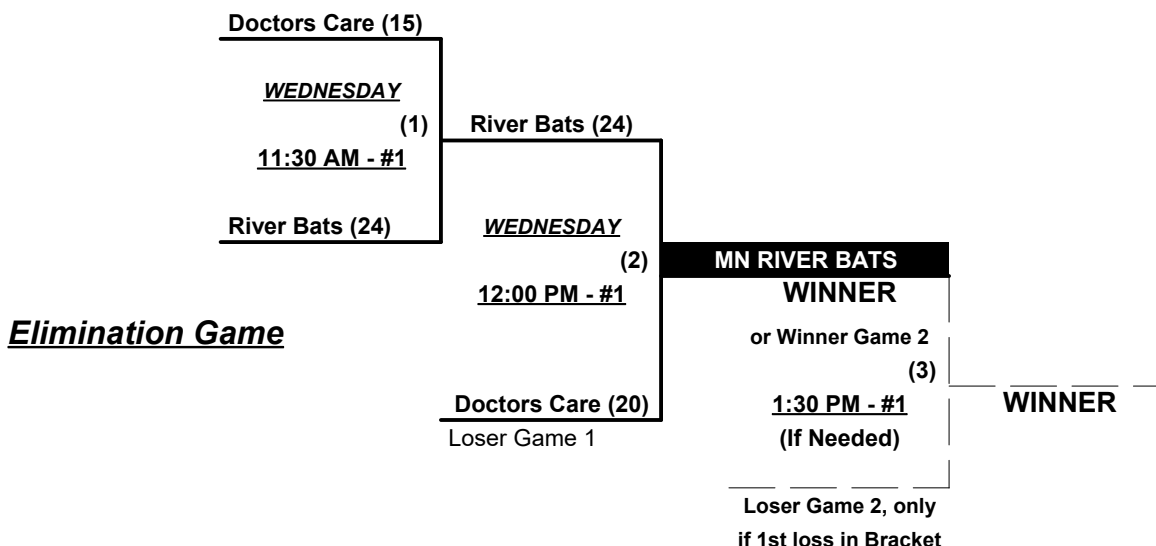 Doctors Care (15)
WEDNESDAY
(1)
River Bats (24)
11:30 AM - #1
River Bats (24)
WEDNESDAY
(2)
MN RIVER BATS
12:00 PM - #1
WINNER
Elimination Game
or Winner Game 2
(3)
Doctors Care (20)
1:30 PM - #1
WINNER
Loser Game 1
(If Needed)
Loser Game 2, only
if 1st loss in Bracket